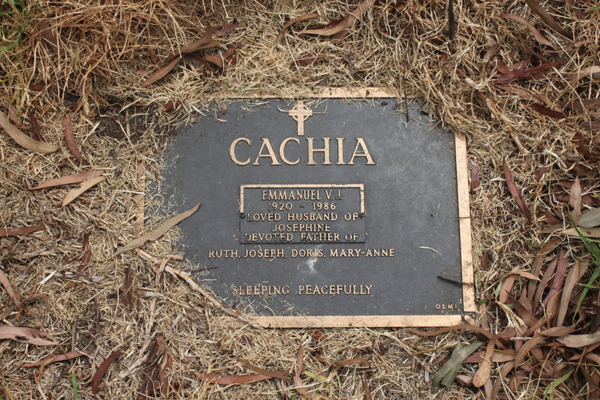 CACHIA
EMMANUEL V.J.
1920 - 1986
LOVED HUSBAND OF
JOSEPHINE
DEVOTED FATHER OF
RUTH, JOSEPH, DORIS, MARY-ANNE
SLEEPING PEACEFULLY